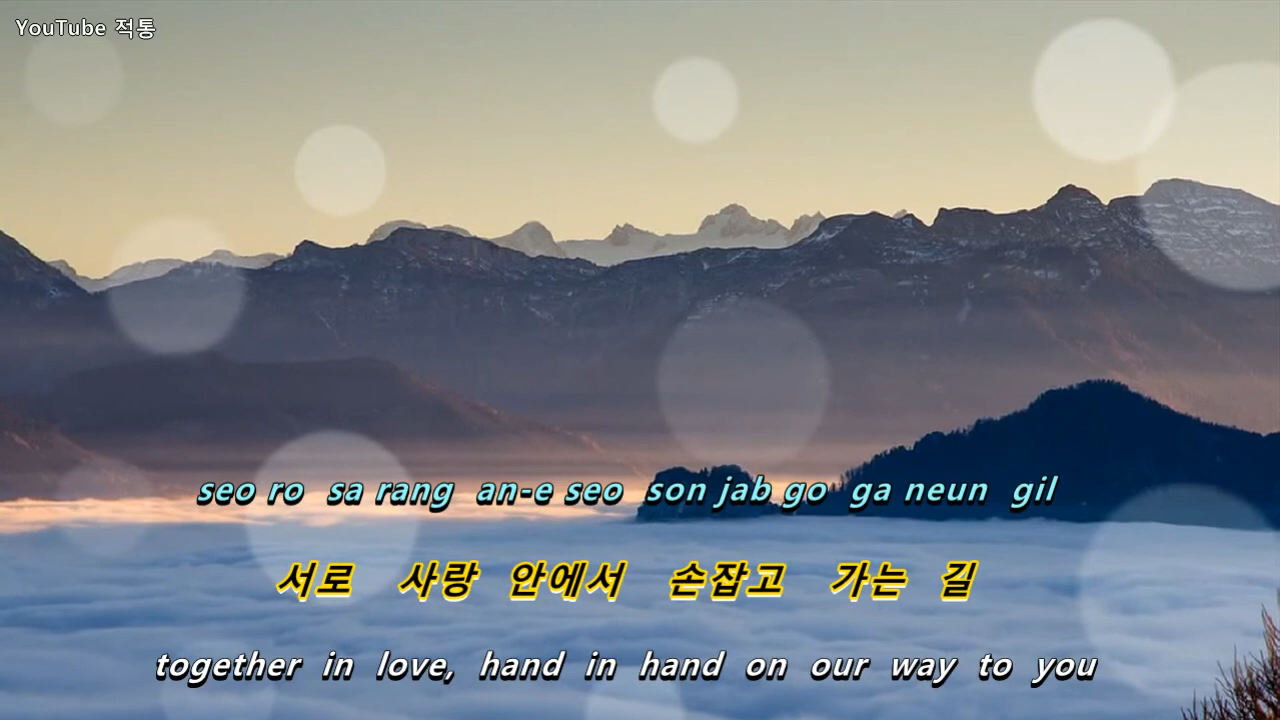 YouTube 적통
seo ro sa rang an-e seo son jab go ga neun gil
서로 사랑 안에서 손잡고 가는 길
together in love, hand in hand on our way to you